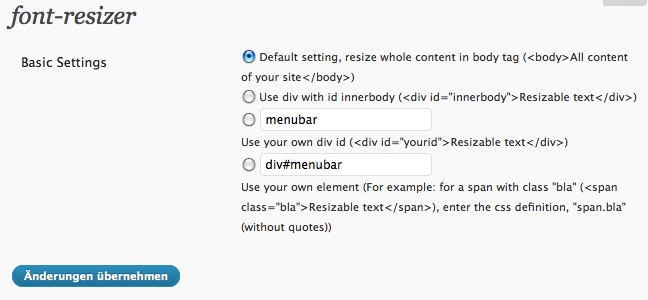 font-resizer
Basic Settings
Default setting, resize whole content in body tag (<body>All content
of your site</body>)
Use div with id innerbody (<div id="innerbody">Resizable text</div>)
menubar
Use your own div id (<div id="yourid">Resizable text</div>)
div#menubar
Use your own element (For example: for a span with class "bla" (<span
class="bla">Resizable text</span>), enter the css definition, "span.bla"
(without quotes))
Änderungen übernehmen